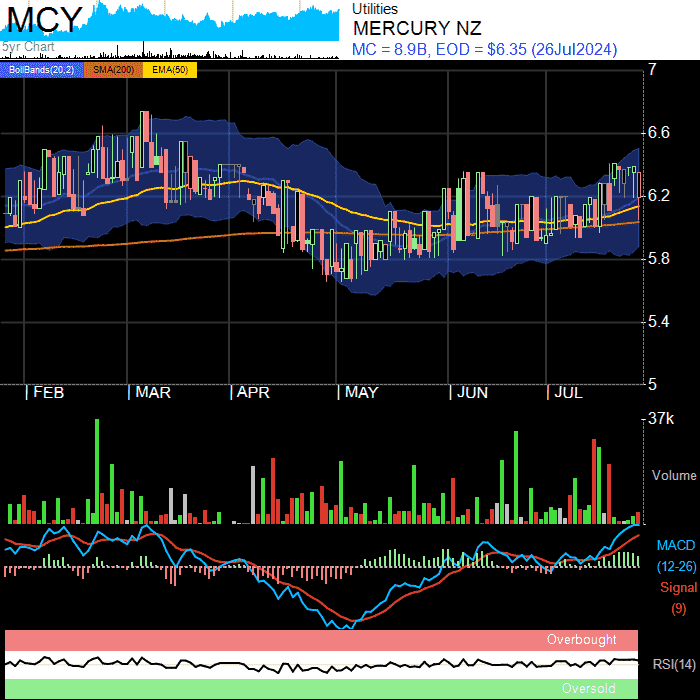 MCY
5yr Chart
Utilities
MERCURY NZ
MC = 8.9B, EOD = $6.35 (26Jul2024)
BollBands(20,2) SMA(200) EMA(50)
7
6.6
6.2
5.8
5.4
5
FEB MAR APR MAY JUN JUL
37k
Volume
MACD
(12-26)
Signal
(9)
Overbought
RSI(14)
Oversold